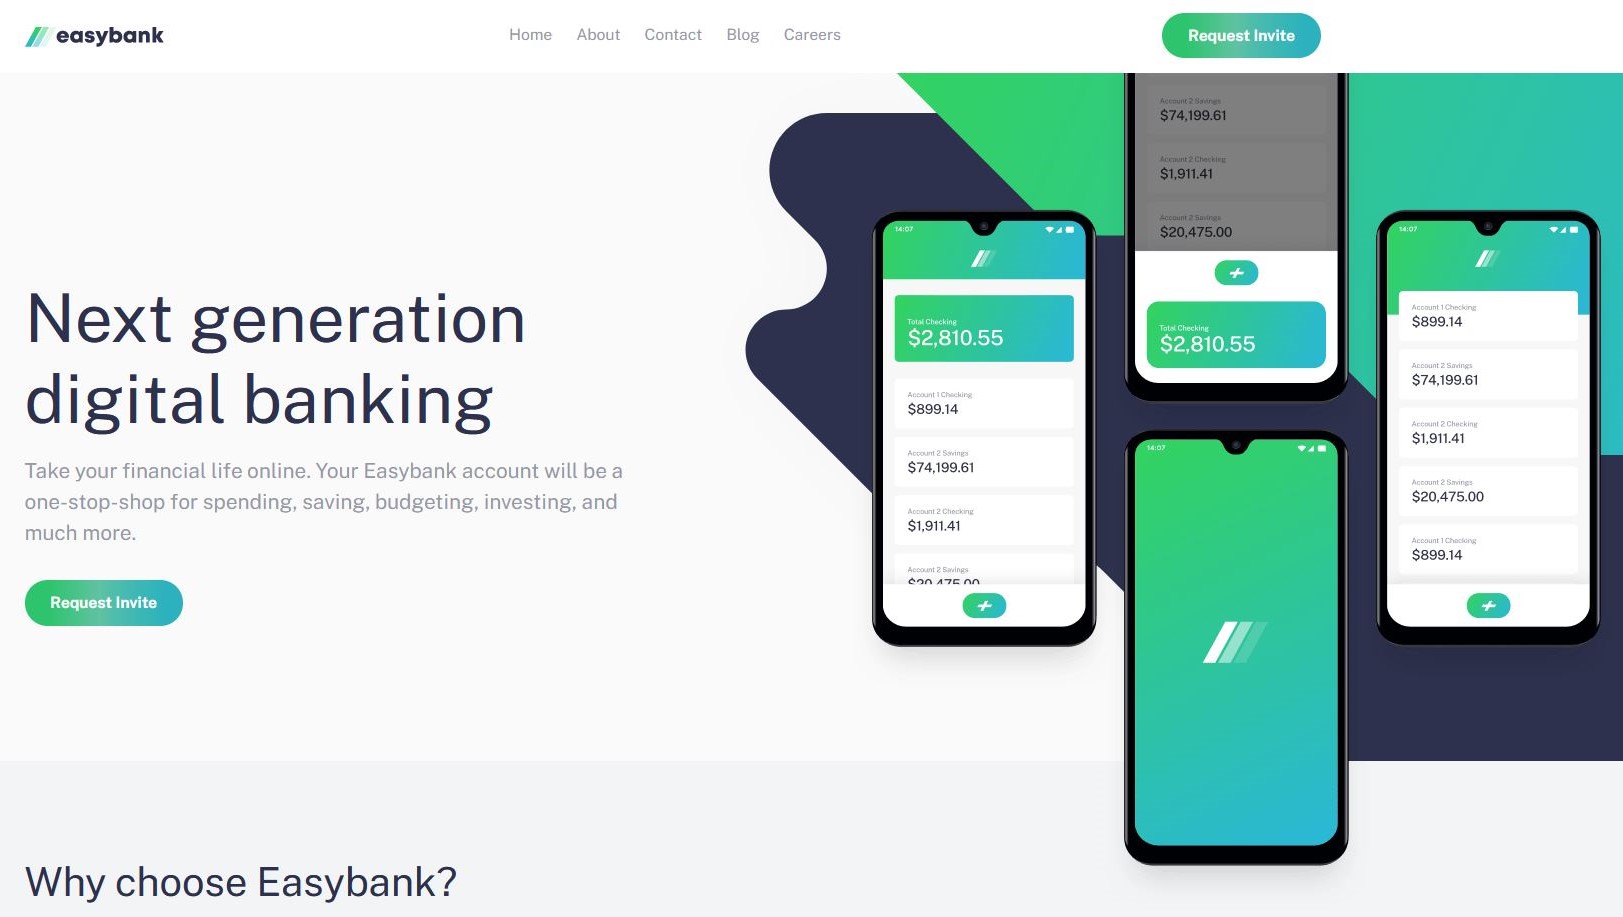 easybank
Home About Contact Blog Careers
Request Invite
Next generation
digital banking
Take your financial life online. Your Easybank account will be a
one-stop-shop for spending, saving, budgeting, investing, and
much more.
Request Invite
14:07
Total Checking
$2,810.55
Account 1 Checking
$899.14
Account 2 Savings
$74,199.61
Account 2 Checking
$1,911.41
Account 2 Savings
$20,475.00
Account 2 Savings
$74,199.61
Account 2 Checking
$1,911.41
Account 2 Savings
$20,475.00
Total Checking
$2,810.55
14:07
14:07
Account 1 Checking
$899.14
Account 2 Savings
$74,199.61
Account 2 Checking
$1,911.41
Account 2 Savings
$20,475.00
Account 1 Checking
$899.14
Why choose Easybank?